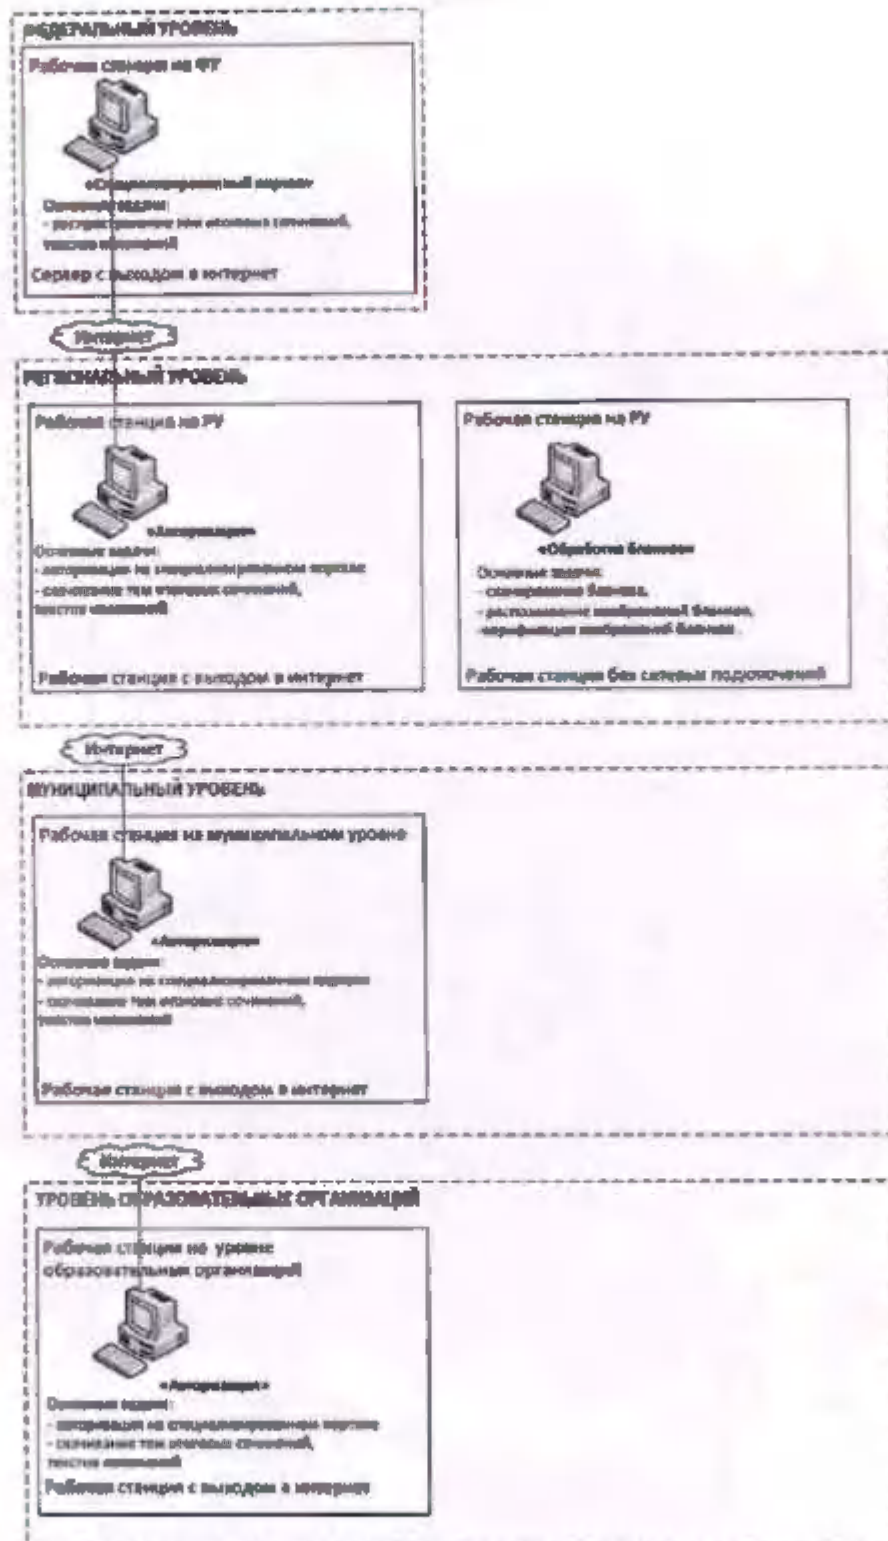 ФЕДЕРАЛЬНЫЙ УРОВЕНЬ
Рабочая станция на ФУ
«Специализированный портал»
Основные задачи:
- распространение тем итоговых сочинений,
текстов изложений
Сервер с выходом в интернет
Интернет
РЕГИОНАЛЬНЫЙ УРОВЕНЬ
Рабочая станция на РУ
«Авторизация»
Основные задачи:
- авторизация на специализированном портале
- скачивание тем итоговых сочинений,
текстов изложений
Рабочая станция с выходом в интернет
Рабочая станция на РУ
«Обработка бланков»
Основные задачи:
- сканирование бланков,
- распознавание изображений бланков,
-верификация изображений бланков
Рабочая станция без сетевых подключений
Интернет
МУНИЦИПАЛЬНЫЙ УРОВЕНЬ
Рабочая станция на муниципальном уровне
«Авторизация»
Основные задачи:
- авторизация на специализированном портале
- скачивание тем итоговых сочинений,
текстов изложений
Рабочая станция с выходом в интернет
Интернет
УРОВЕНЬ ОБРАЗОВАТЕЛЬНЫХ ОРГАНИЗАЦИЙ
Рабочая станция на уровне
образовательных организаций
«Авторизация»
Основные задачи:
- авторизация на специализированном портале
- скачивание тем итоговых сочинений,
текстов изложений
Рабочая станция с выходом в интернет